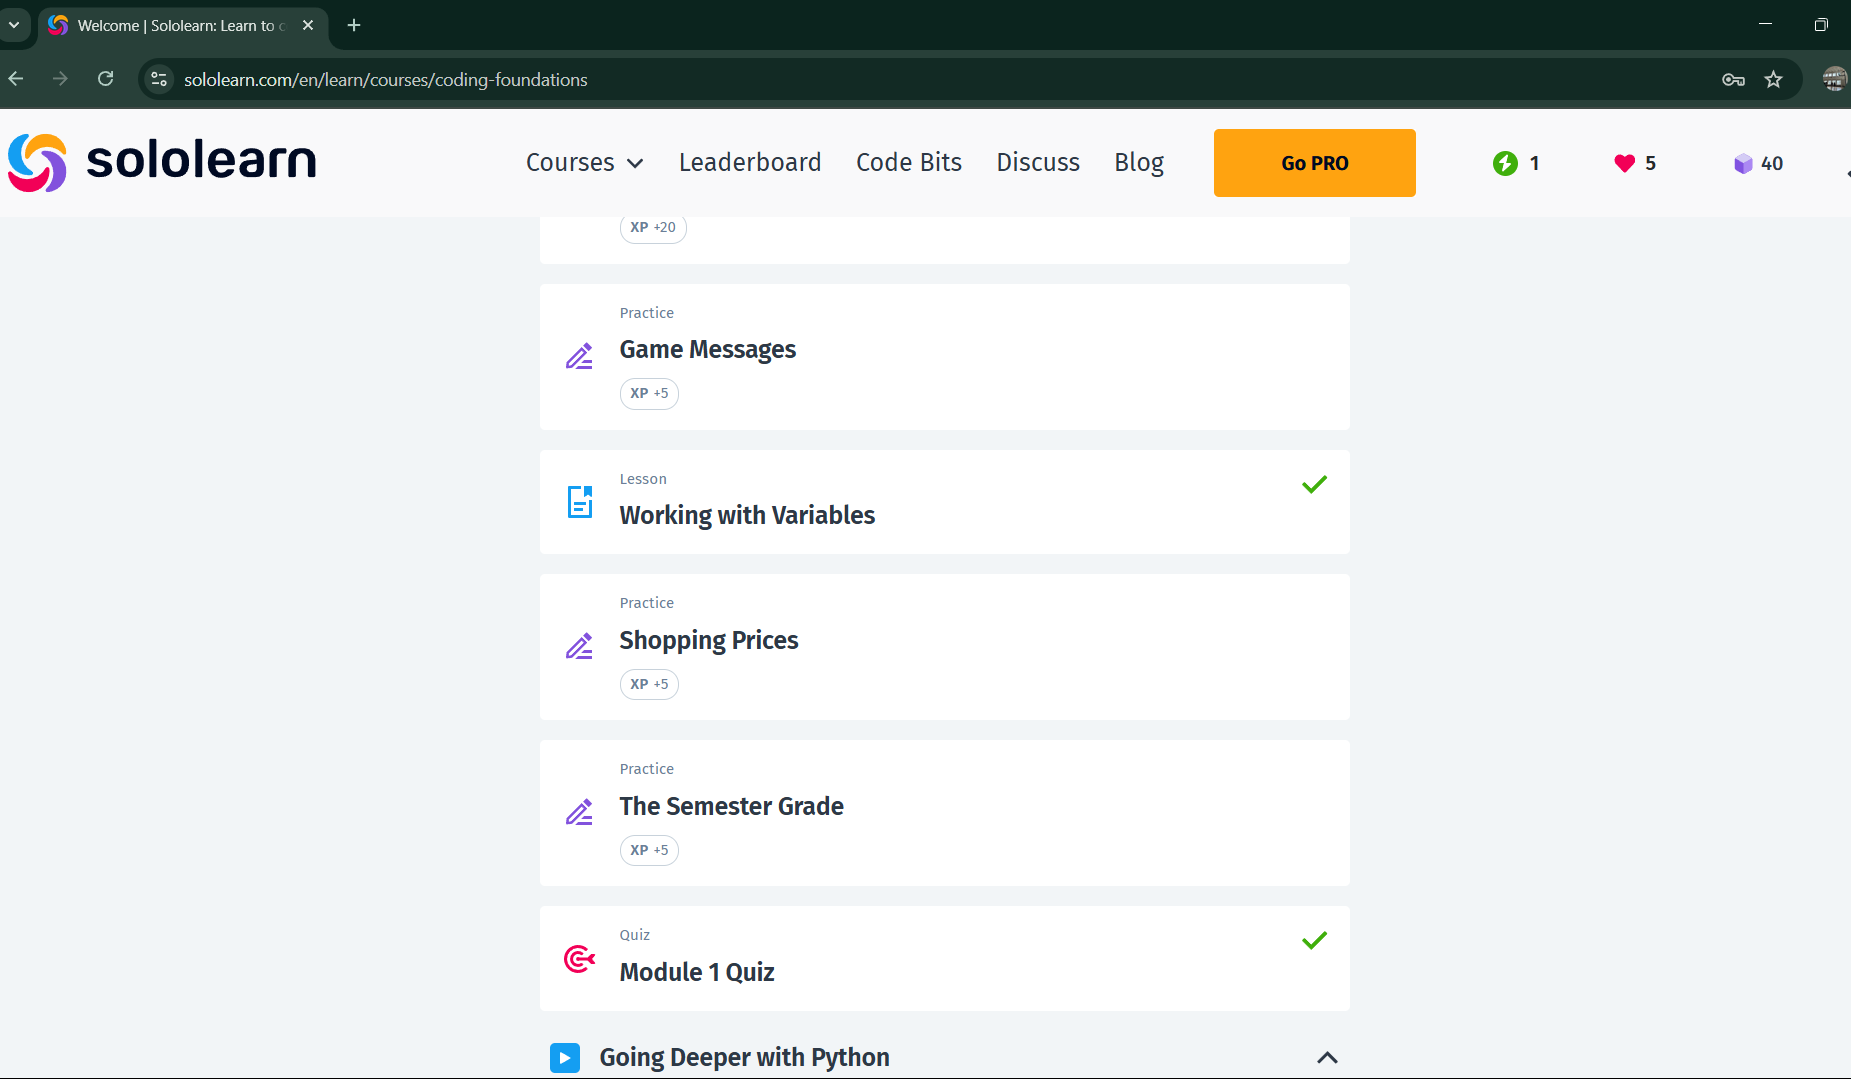 Welcome | Sololearn: Learn to c
sololearn.com/en/learn/courses/coding-foundations
sololearn
Courses
Leaderboard
Code Bits
Discuss
Blog
Go PRO
1
5
40
XP +20
Practice
Game Messages
XP +5
Lesson
Working with Variables
Practice
Shopping Prices
XP +5
Practice
The Semester Grade
XP +5
Quiz
Module 1 Quiz
Going Deeper with Python